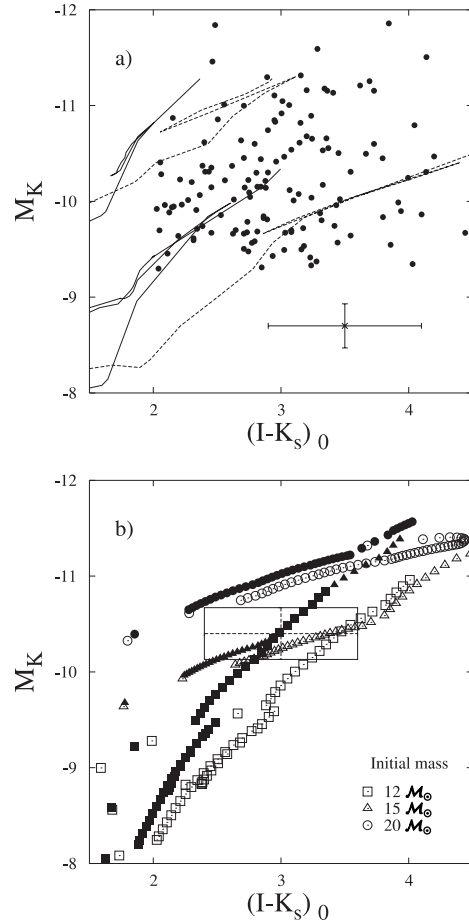 -12
a)
-11
M_K
-10
-9
-8
2 3 4
(I-K_s)_0
-12
b)
-11
M_K
-10
-9
-8
Initial mass
12 M_⊙
15 M_⊙
20 M_⊙
2 3 4
(I-K_s)_0